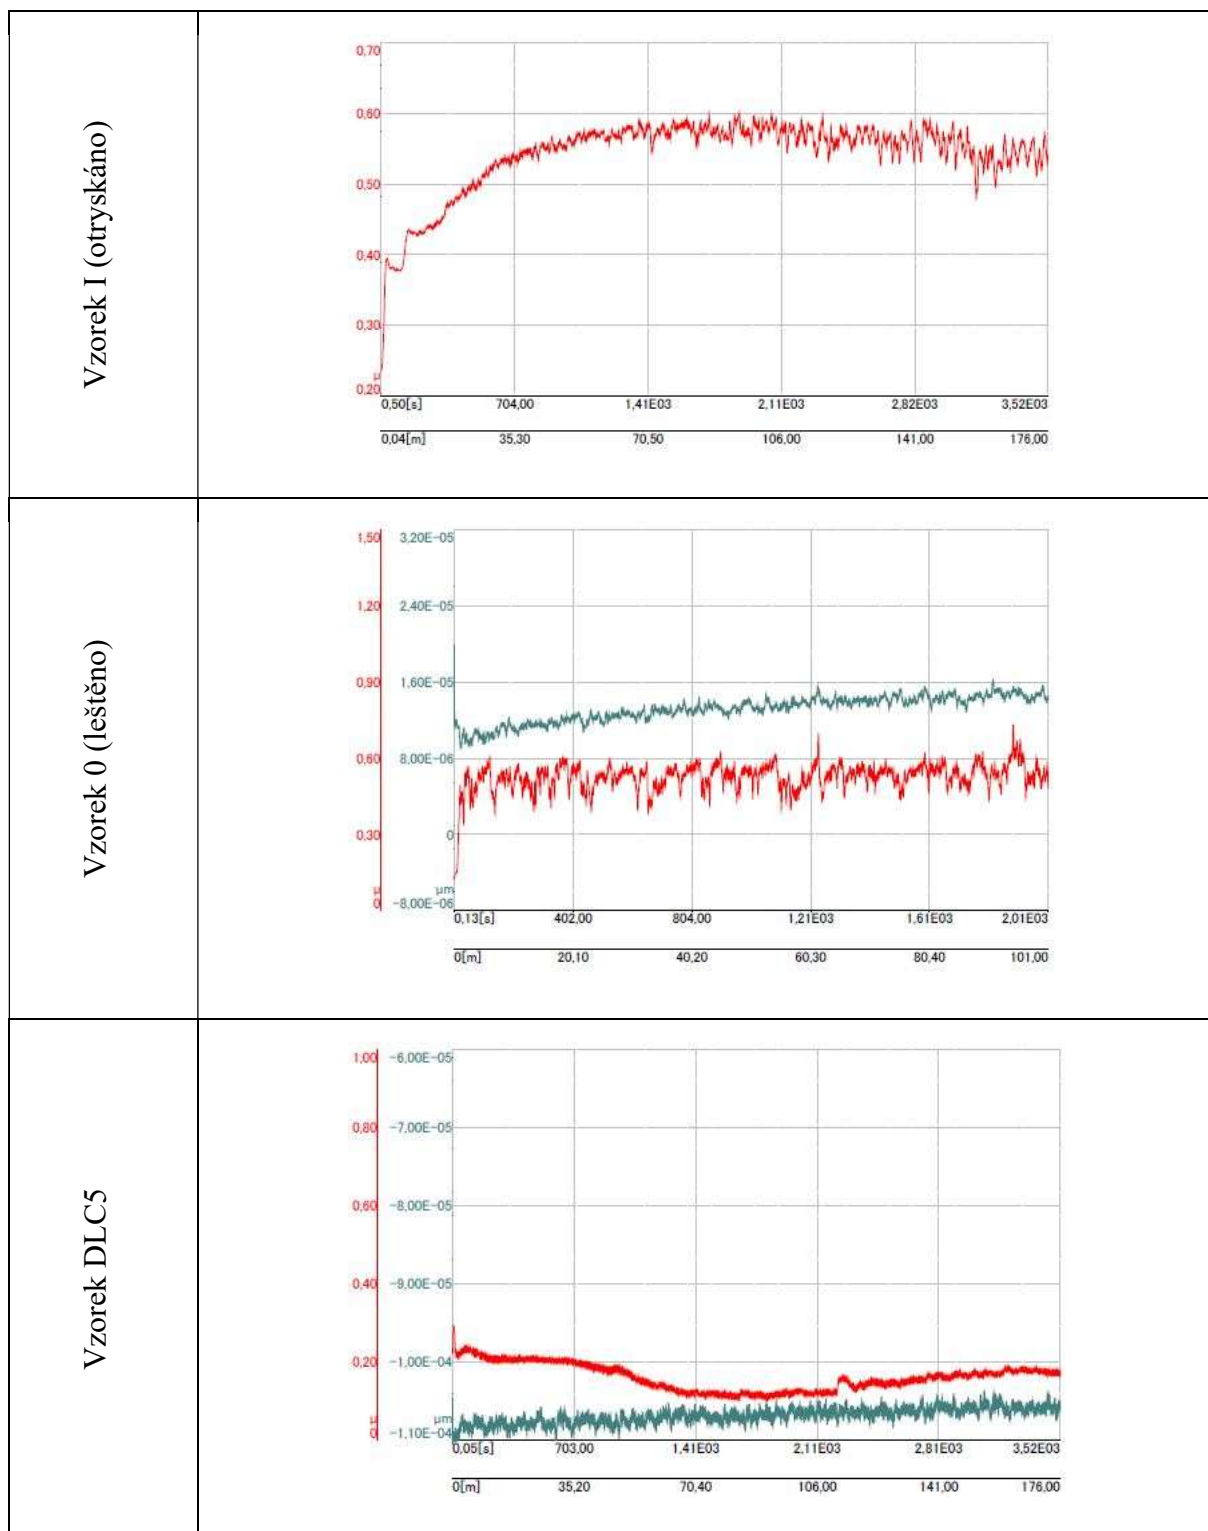 Vzorek I (otryskáno)
0,70
0,60
0,50
0,40
0,30
µ
0,20
0,50[s] 704,00 1,41E03 2,11E03 2,82E03 3,52E03
0,04[m] 35,30 70,50 106,00 141,00 176,00
Vzorek 0 (leštěno)
1,50 3,20E-05
1,20 2,40E-05
0,90 1,60E-05
0,60 8,00E-06
0,30 0
µ µm
0 -8,00E-06
0,13[s] 402,00 804,00 1,21E03 1,61E03 2,01E03
0[m] 20,10 40,20 60,30 80,40 101,00
Vzorek DLC5
1,00 -6,00E-05
0,80 -7,00E-05
0,60 -8,00E-05
0,40 -9,00E-05
0,20 -1,00E-04
µ µm
0 -1,10E-04
0,05[s] 703,00 1,41E03 2,11E03 2,81E03 3,52E03
0[m] 35,20 70,40 106,00 141,00 176,00